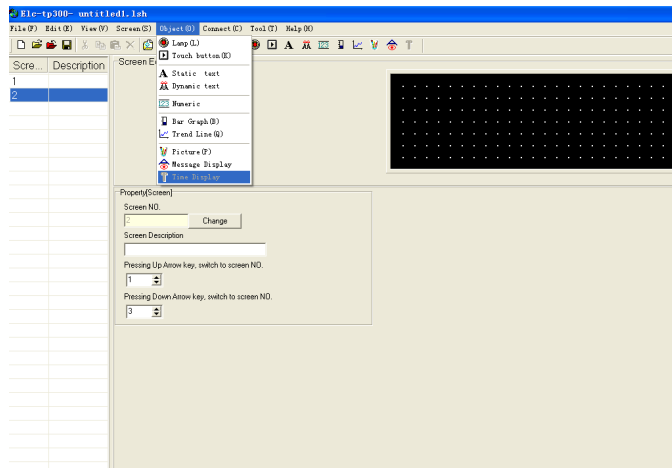 Elc-tp300- untitled1.lsh
File(F) Edit(E) View(V) Screen(S) Object(O) Connect(C) Tool(T) Help(H)
Scre... Description
1
2
Screen E
Lamp(L)
Touch button(K)
A Static text
Dynamic text
Numeric
Bar Graph(B)
Trend Line(Q)
Picture(P)
Message Display
Time Display
Property[Screen]
Screen NO.
2 Change
Screen Description
Pressing Up Arrow key, switch to screen NO.
1
Pressing Down Arrow key, switch to screen NO.
3